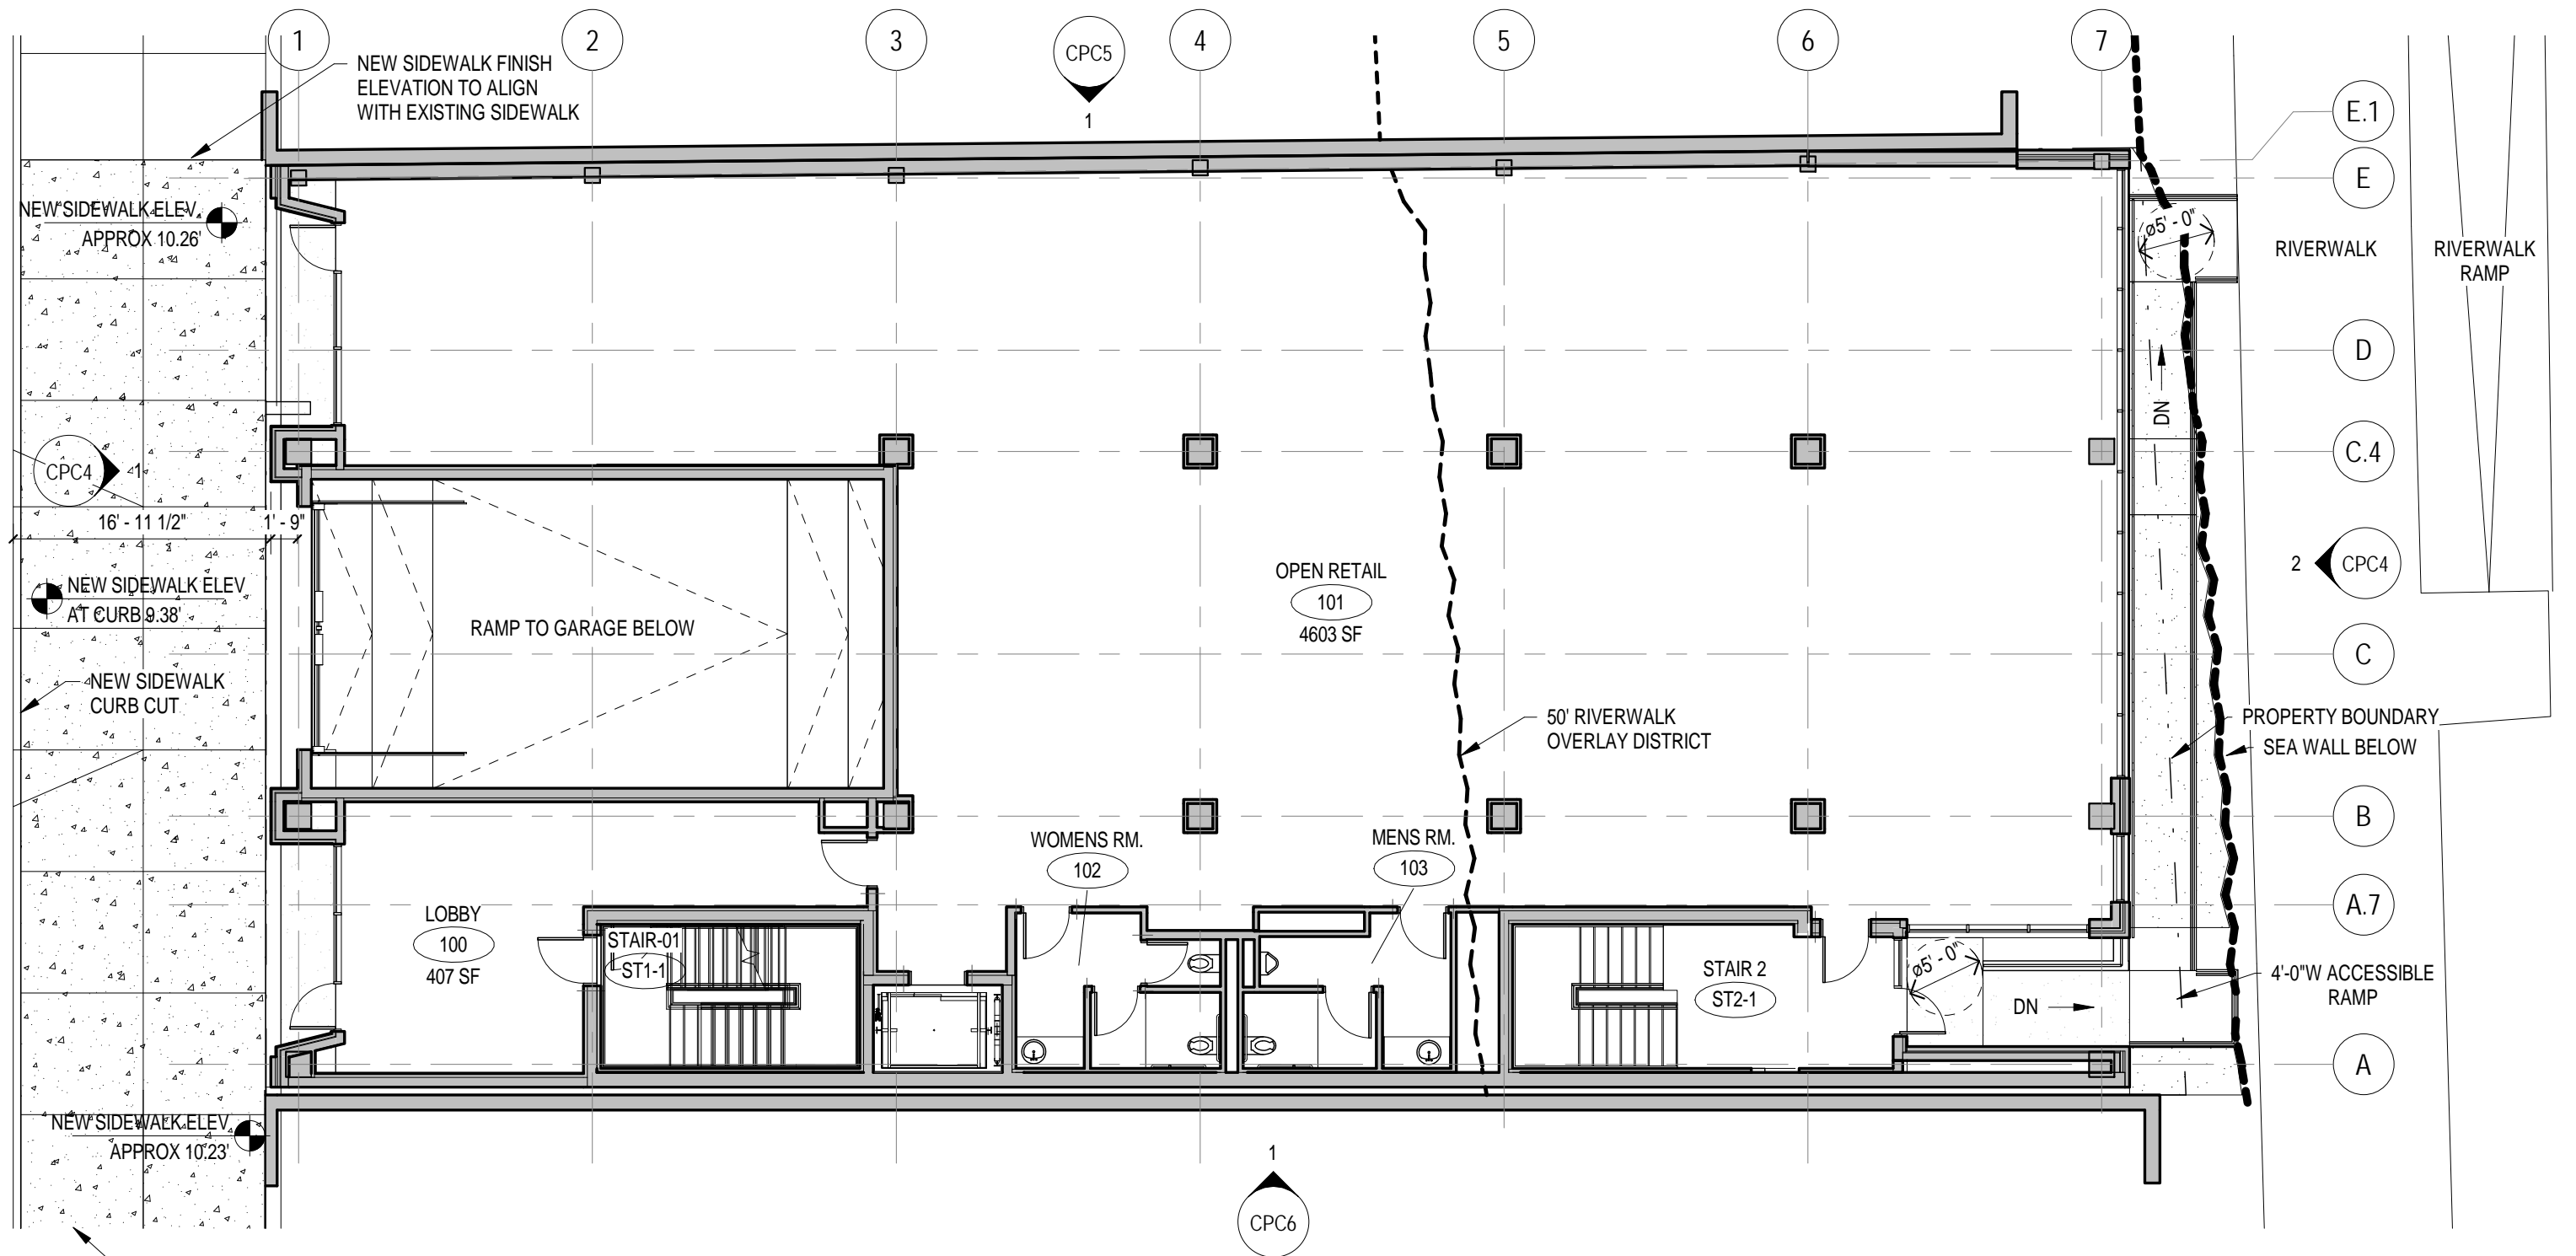 1
2
3
CPC5
1
4
5
6
7
NEW SIDEWALK FINISH
ELEVATION TO ALIGN
WITH EXISTING SIDEWALK
E.1
E
NEW SIDEWALK ELEV.
APPROX 10.26'
ø5' - 0"
RIVERWALK
RIVERWALK
RAMP
D
DN
C.4
CPC4
1
16' - 11 1/2"
1' - 9"
NEW SIDEWALK ELEV
AT CURB 9.38'
RAMP TO GARAGE BELOW
OPEN RETAIL
101
4603 SF
2
CPC4
C
NEW SIDEWALK
CURB CUT
50' RIVERWALK
OVERLAY DISTRICT
PROPERTY BOUNDARY
SEA WALL BELOW
B
WOMENS RM.
102
MENS RM.
103
A.7
LOBBY
100
407 SF
STAIR-01
ST1-1
STAIR 2
ST2-1
ø5' - 0"
DN
4'-0"W ACCESSIBLE
RAMP
A
NEW SIDEWALK ELEV.
APPROX 10.23'
1
CPC6